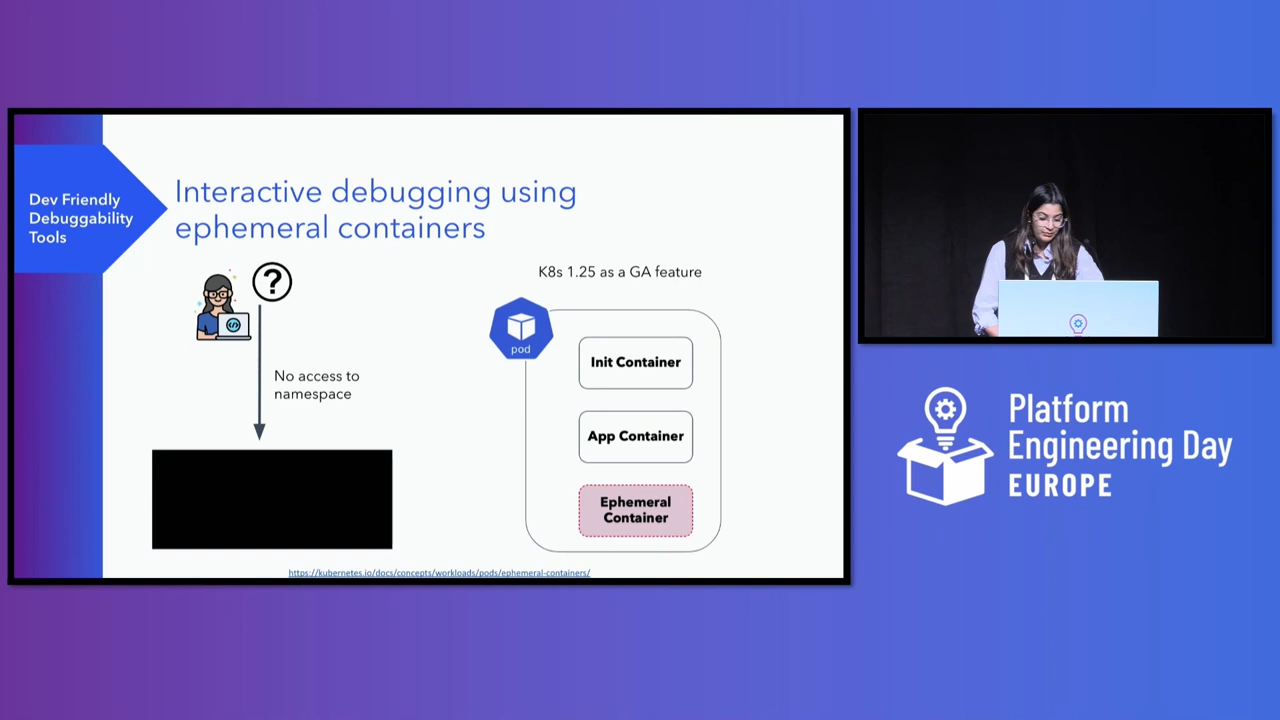 Dev Friendly
Debuggability
Tools
Interactive debugging using
ephemeral containers
?
No access to
namespace
K8s 1.25 as a GA feature
pod
Init Container
App Container
Ephemeral
Container
https://kubernetes.io/docs/concepts/workloads/pods/ephemeral-containers/
Platform
Engineering Day
EUROPE